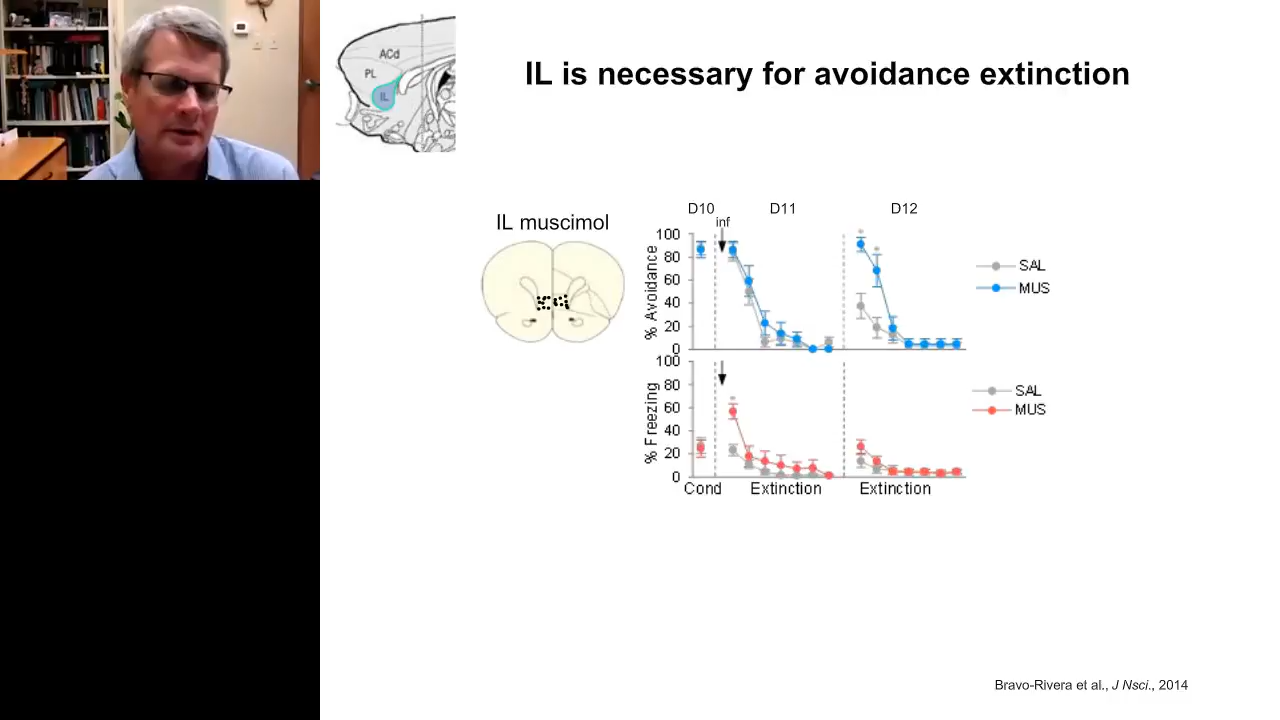 IL is necessary for avoidance extinction
ACd
PL
IL
IL muscimol
D10
inf
D11
D12
% Avoidance
100
80
60
40
20
0
SAL
MUS
% Freezing
100
80
60
40
20
0
SAL
MUS
Cond
Extinction
Extinction
Bravo-Rivera et al., J Nsci., 2014